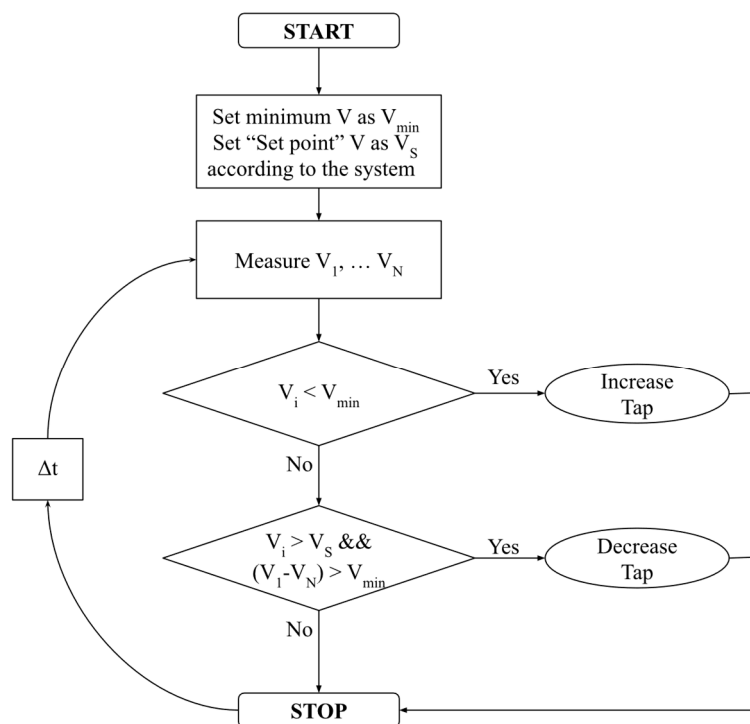 START
Set minimum V as V_min
Set “Set point” V as V_S
according to the system
Measure V_1, … V_N
V_i < V_min
Yes
Increase
Tap
No
Δt
V_i > V_S &&
(V_1-V_N) > V_min
Yes
Decrease
Tap
No
STOP